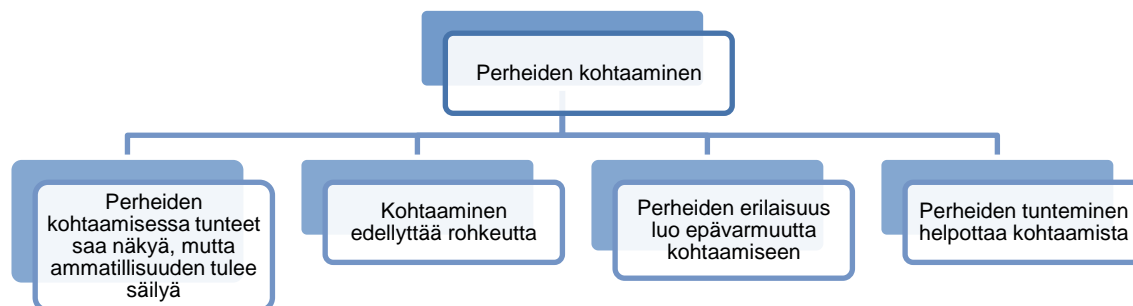 Perheiden kohtaaminen
Perheiden
kohtaamisessa tunteet
saa näkyä, mutta
ammatillisuuden tulee
säilyä
Kohtaaminen
edellyttää rohkeutta
Perheiden erilaisuus
luo epävarmuutta
kohtaamiseen
Perheiden tunteminen
helpottaa kohtaamista